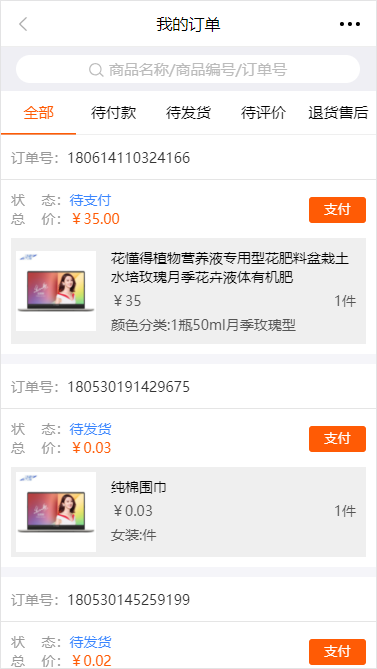 我的订单
商品名称/商品编号/订单号
全部 待付款 待发货 待评价 退货售后
订单号：180614110324166
状 态：待支付
总 价：￥35.00
支付
花懂得植物营养液专用型花肥料盆栽土
水培玫瑰月季花卉液体有机肥
￥35 1件
颜色分类:1瓶50ml月季玫瑰型
订单号：180530191429675
状 态：待发货
总 价：￥0.03
支付
纯棉围巾
￥0.03 1件
女装:件
订单号：180530145259199
状 态：待发货
总 价：￥0.02
支付